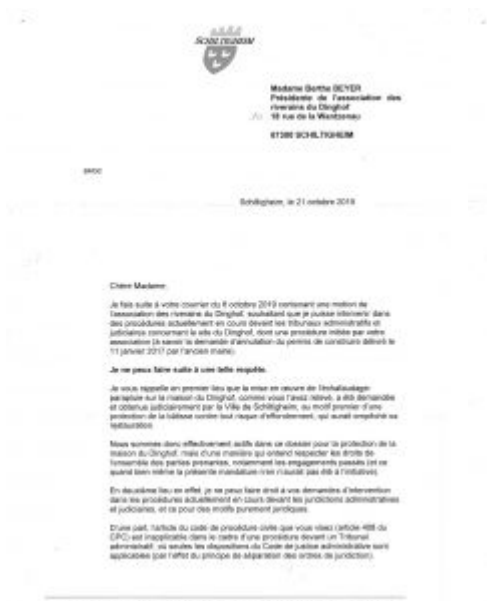 SCHILTIGHEIM
Madame Berthe BEYER
Présidente de l'association des
riverains du Dinghof
18 rue de la Wantzenau
67300 SCHILTIGHEIM
Schiltigheim, le 21 octobre 2019
Chère Madame,
Je fais suite à votre courrier du 8 octobre 2019 contenant une motion de
l'association des riverains du Dinghof, souhaitant que je puisse intervenir dans
des procédures actuellement en cours devant les tribunaux administratifs et
judiciaires concernant le site du Dinghof, dont une procédure initiée par votre
association (à savoir la demande d'annulation du permis de construire délivré le
11 janvier 2017 par l'ancien maire).
Je ne peux faire suite à une telle requête.
Je vous rappelle en premier lieu que la mise en œuvre de l'échafaudage-
parapluie sur la maison du Dinghof, comme vous l'avez relevé, a été demandée
et obtenue judiciairement par la Ville de Schiltigheim, au motif premier d'une
protection de la bâtisse contre tout risque d'effondrement, qui aurait empêché sa
restauration.
Nous sommes donc effectivement actifs dans ce dossier pour la protection de la
maison du Dinghof, mais d'une manière qui entend respecter les droits de
l'ensemble des parties prenantes, notamment les engagements passés (et ce
quand bien même la présente mandature n'en n'aurait pas été à l'initiative).
En deuxième lieu en effet, je ne peux faire droit à vos demandes d'intervention
dans les procédures actuellement en cours devant les juridictions administratives
et judiciaires, et ce pour des motifs purement juridiques.
D'une part, l'article du code de procédure civile que vous visez (article 488 du
CPC) est inapplicable dans le cadre d'une procédure devant un Tribunal
administratif, où seules les dispositions du Code de justice administrative sont
applicables (par l'effet du principe de séparation des ordres de juridiction).